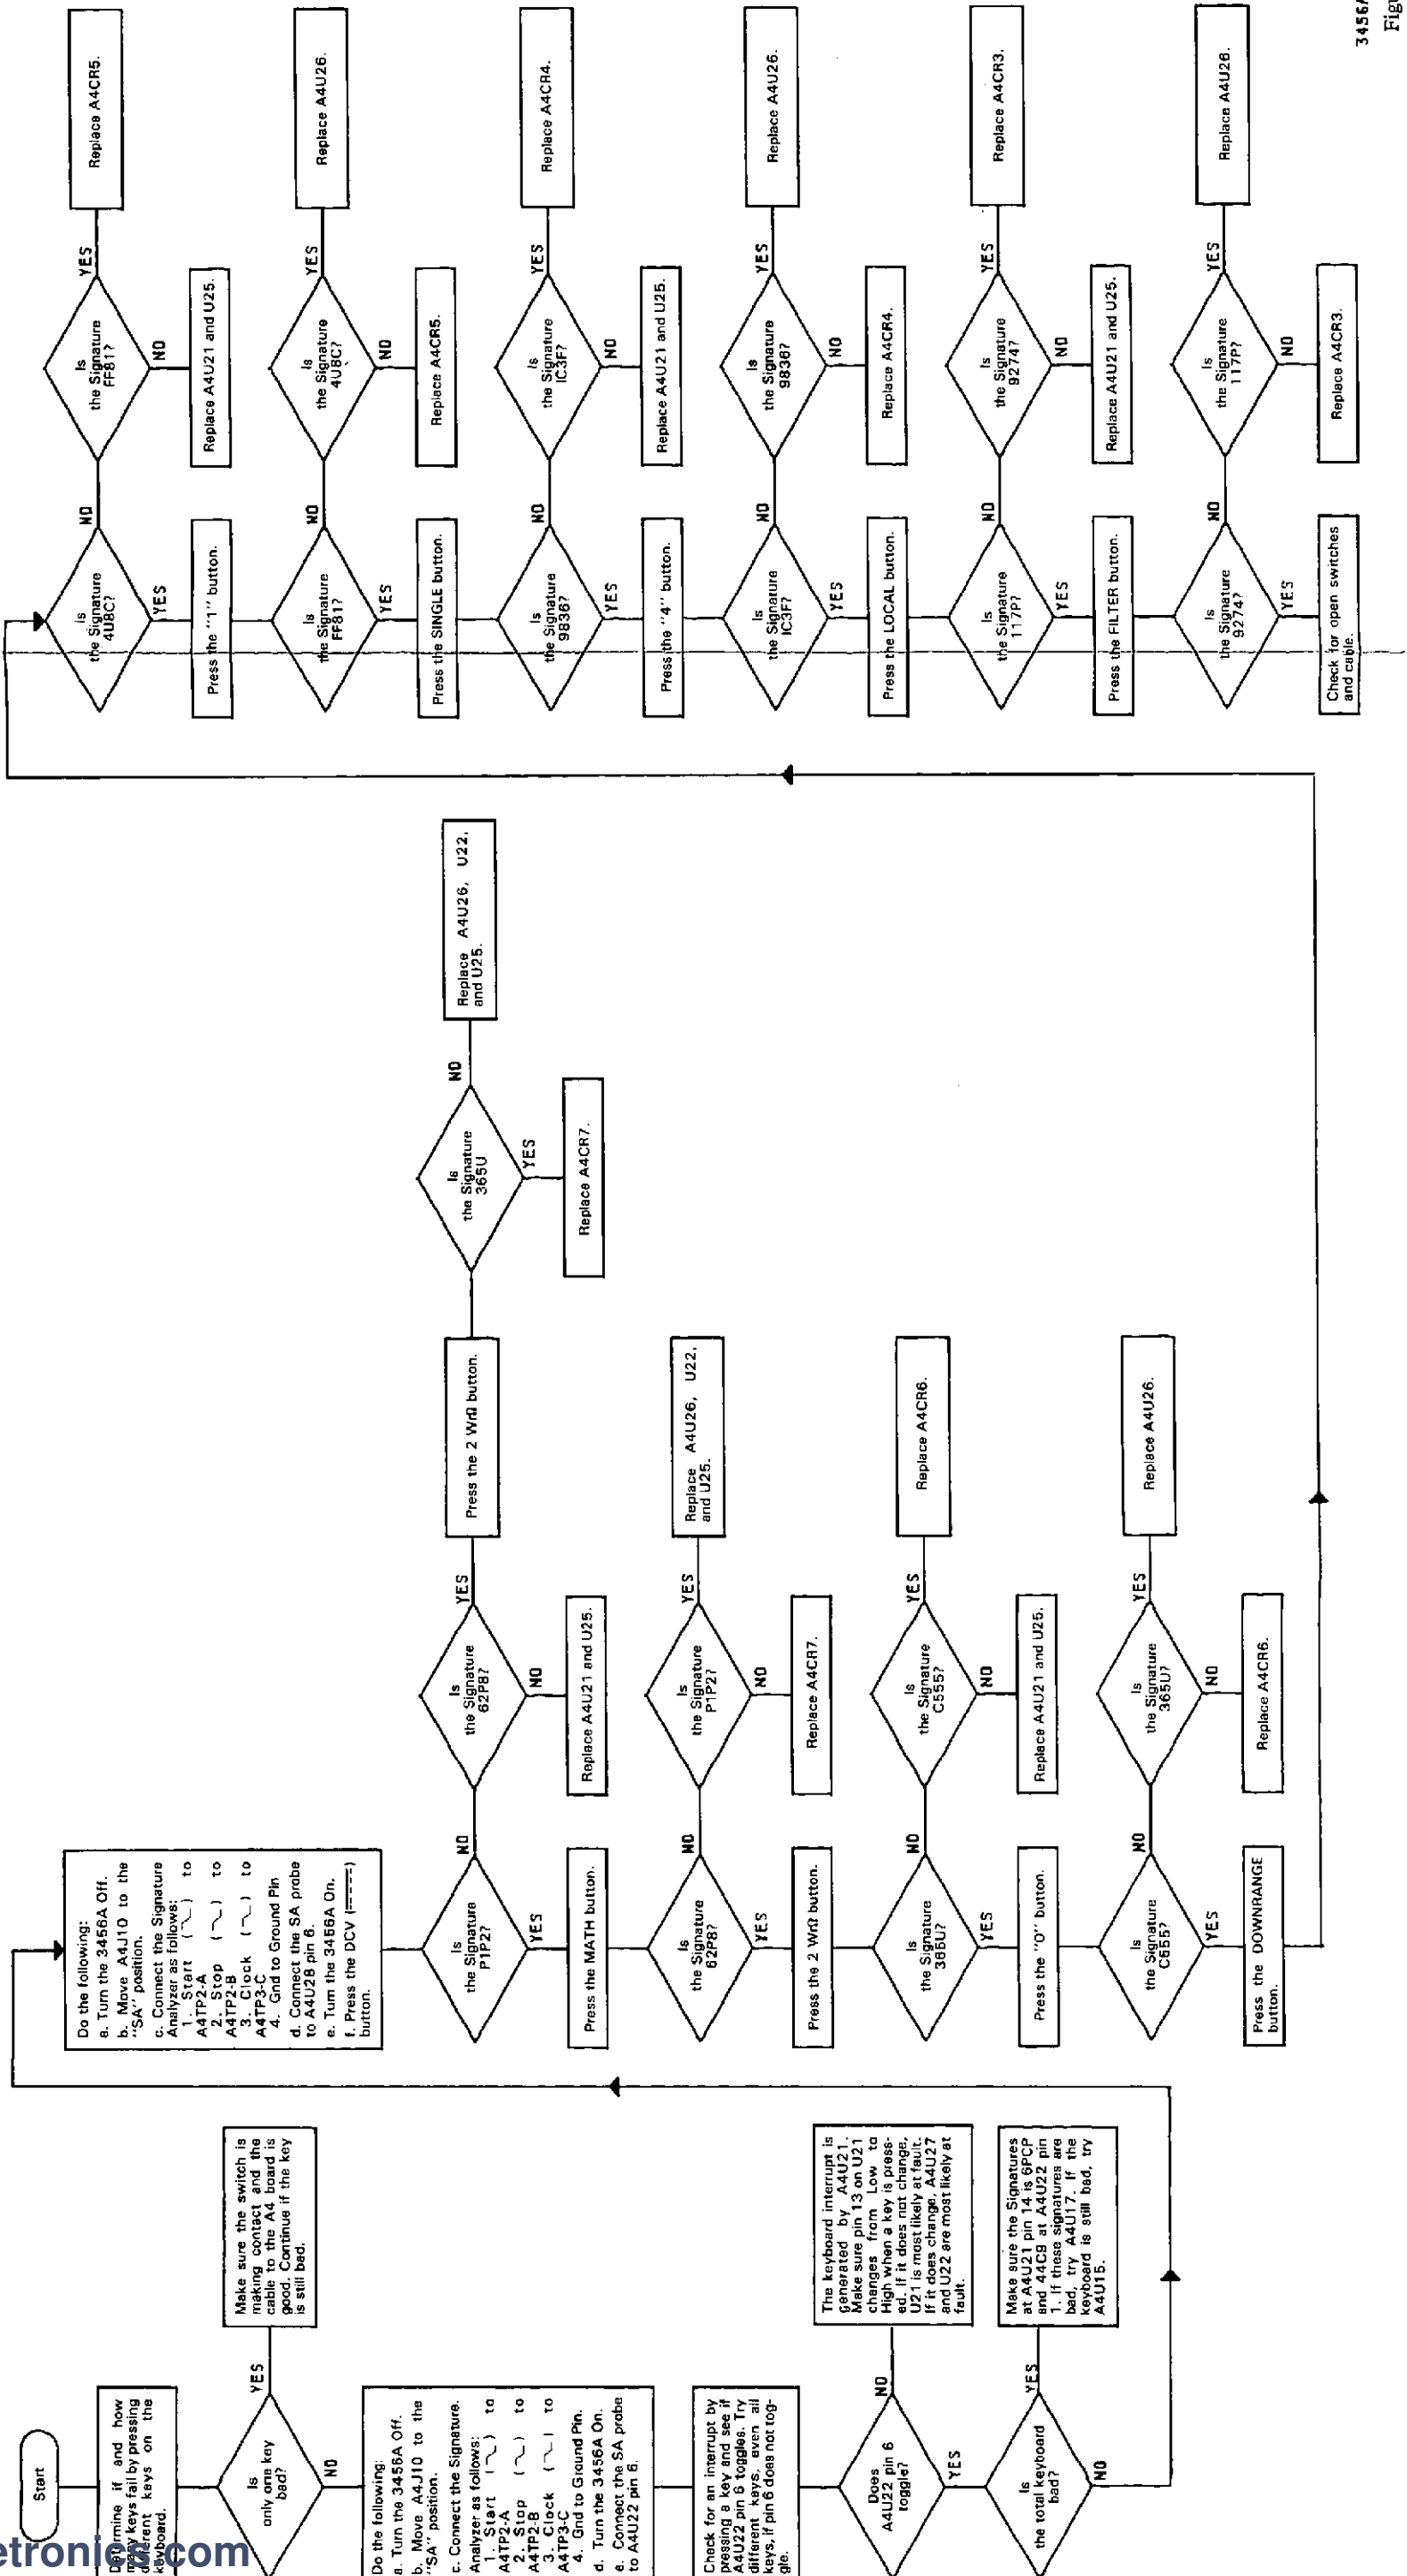 Start
Determine if and how
many keys fail by pressing
different keys on the
keyboard.
Is
only one key
bad?
YES
Make sure the switch is
making contact and the
cable to the A4 board is
good. Continue if the key
is still bad.
NO
Do the following:
a. Turn the 3456A Off.
b. Move A4J10 to the
"SA" position.
c. Connect the Signature.
Analyzer as follows:
1. Start (~) to
A4TP2-A
2. Stop (~) to
A4TP2-B
3. Clock (~) to
A4TP3-C
4. Gnd to Ground Pin.
d. Turn the 3456A On.
e. Connect the SA probe
to A4U22 pin 6.
Check for an interrupt by
pressing a key and see if
A4U22 pin 6 toggles. Try
different keys, even all
keys, if pin 6 does not tog-
gle.
Does
A4U22 pin 6
toggle?
NO
The keyboard interrupt is
generated by A4U21.
Make sure pin 13 on U21
changes from Low to
High when a key is press-
ed. If it does not change,
U21 is most likely at fault.
If it does change, A4U27
and U22 are most likely at
fault.
YES
Is
the total keyboard
bad?
YES
Make sure the Signatures
at A4U21 pin 14 is 6PCP
and 44C9 at A4U22 pin
1. If these signatures are
bad, try A4U17. If the
keyboard is still bad, try
A4U15.
NO
Do the following:
a. Turn the 3456A Off.
b. Move A4J10 to the
"SA" position.
c. Connect the Signature
Analyzer as follows:
1. Start (~) to
A4TP2-A
2. Stop (~) to
A4TP2-B
3. Clock (~) to
A4TP3-C
4. Gnd to Ground Pin
d. Connect the SA probe
to A4U28 pin 6.
e. Turn the 3456A On.
f. Press the DCV (⎓)
button.
Is
the Signature
P1P2?
NO
Is
the Signature
62P8?
YES
Press the 2 WrΩ button.
Is
the Signature
365U
NO
Replace A4U26, U22,
and U25.
YES
Replace A4CR7.
NO
Replace A4U21 and U25.
YES
Press the MATH button.
Is
the Signature
62P8?
NO
Is
the Signature
P1P2?
YES
Replace A4U26, U22,
and U25.
NO
Replace A4CR7.
YES
Press the 2 WrΩ button.
Is
the Signature
365U?
NO
Is
the Signature
C555?
YES
Replace A4CR6.
NO
Replace A4U21 and U25.
YES
Press the "0" button.
Is
the Signature
C555?
NO
Is
the Signature
365U?
YES
Replace A4U26.
NO
Replace A4CR6.
YES
Press the DOWNRANGE
button.
Is
the Signature
4U8C?
NO
Is
the Signature
FF81?
YES
Replace A4CR5.
NO
Replace A4U21 and U25.
YES
Press the "1" button.
Is
the Signature
FF81?
NO
Is
the Signature
4U8C?
YES
Replace A4U26.
NO
Replace A4CR5.
YES
Press the SINGLE button.
Is
the Signature
9836?
NO
Is
the Signature
IC3F?
YES
Replace A4CR4.
NO
Replace A4U21 and U25.
YES
Press the "4" button.
Is
the Signature
IC3F?
NO
Is
the Signature
9836?
YES
Replace A4U26.
NO
Replace A4CR4.
YES
Press the LOCAL button.
Is
the Signature
117P?
NO
Is
the Signature
9274?
YES
Replace A4CR3.
NO
Replace A4U21 and U25.
YES
Press the FILTER button.
Is
the Signature
9274?
NO
Is
the Signature
117P?
YES
Replace A4U26.
NO
Replace A4CR3.
YES
Check for open switches
and cable.
3456A
Figu
etronics.com